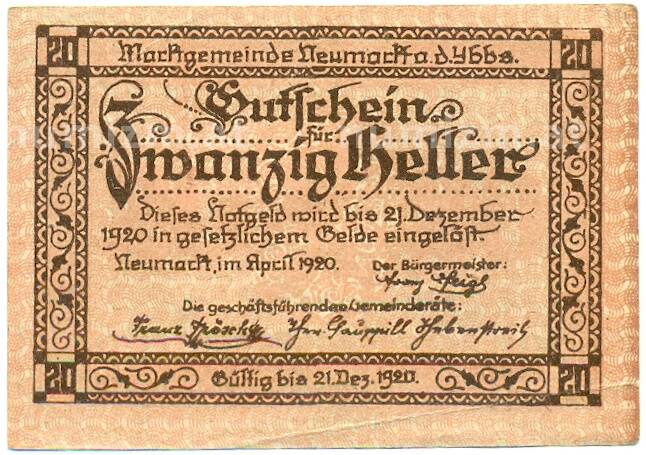 20 20
Marktgemeinde Neumarkt a.d. Ybbs.
Gutschein
für
Zwanzig Heller
Dieses Notgeld wird bis 21. Dezember
1920 in gesetzlichem Gelde eingelöst.
Neumarkt, im April 1920. Der Bürgermeister:
Die geschäftsführenden Gemeinderäte:
Franz
20 Gültig bis 21. Dez. 1920. 20